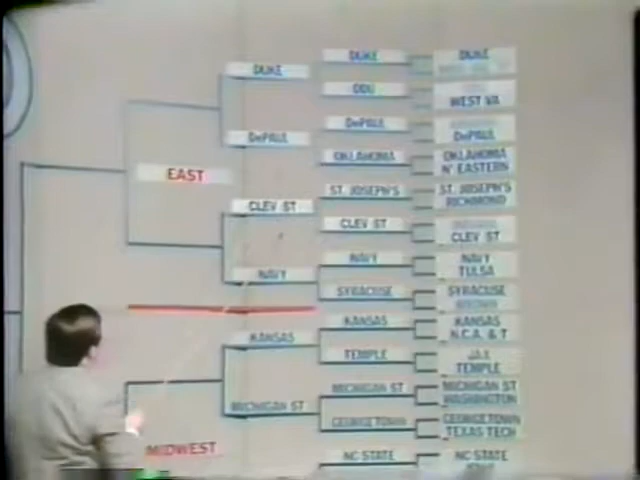 DUKE
DUKE
DUKE
ODU
WEST VA
DePAUL
DePAUL
DePAUL
OKLAHOMA
OKLAHOMA
N' EASTERN
EAST
ST. JOSEPH'S
ST. JOSEPH'S
RICHMOND
CLEV ST
CLEV ST
CLEV ST
NAVY
NAVY
NAVY
TULSA
SYRACUSE
SYRACUSE
BROWN
KANSAS
KANSAS
KANSAS
N.C.A. & T
TEMPLE
JAX
TEMPLE
MICHIGAN ST
MICHIGAN ST
MICHIGAN ST
WASHINGTON
GEORGETOWN
GEORGETOWN
TEXAS TECH
MIDWEST
NC STATE
NC STATE